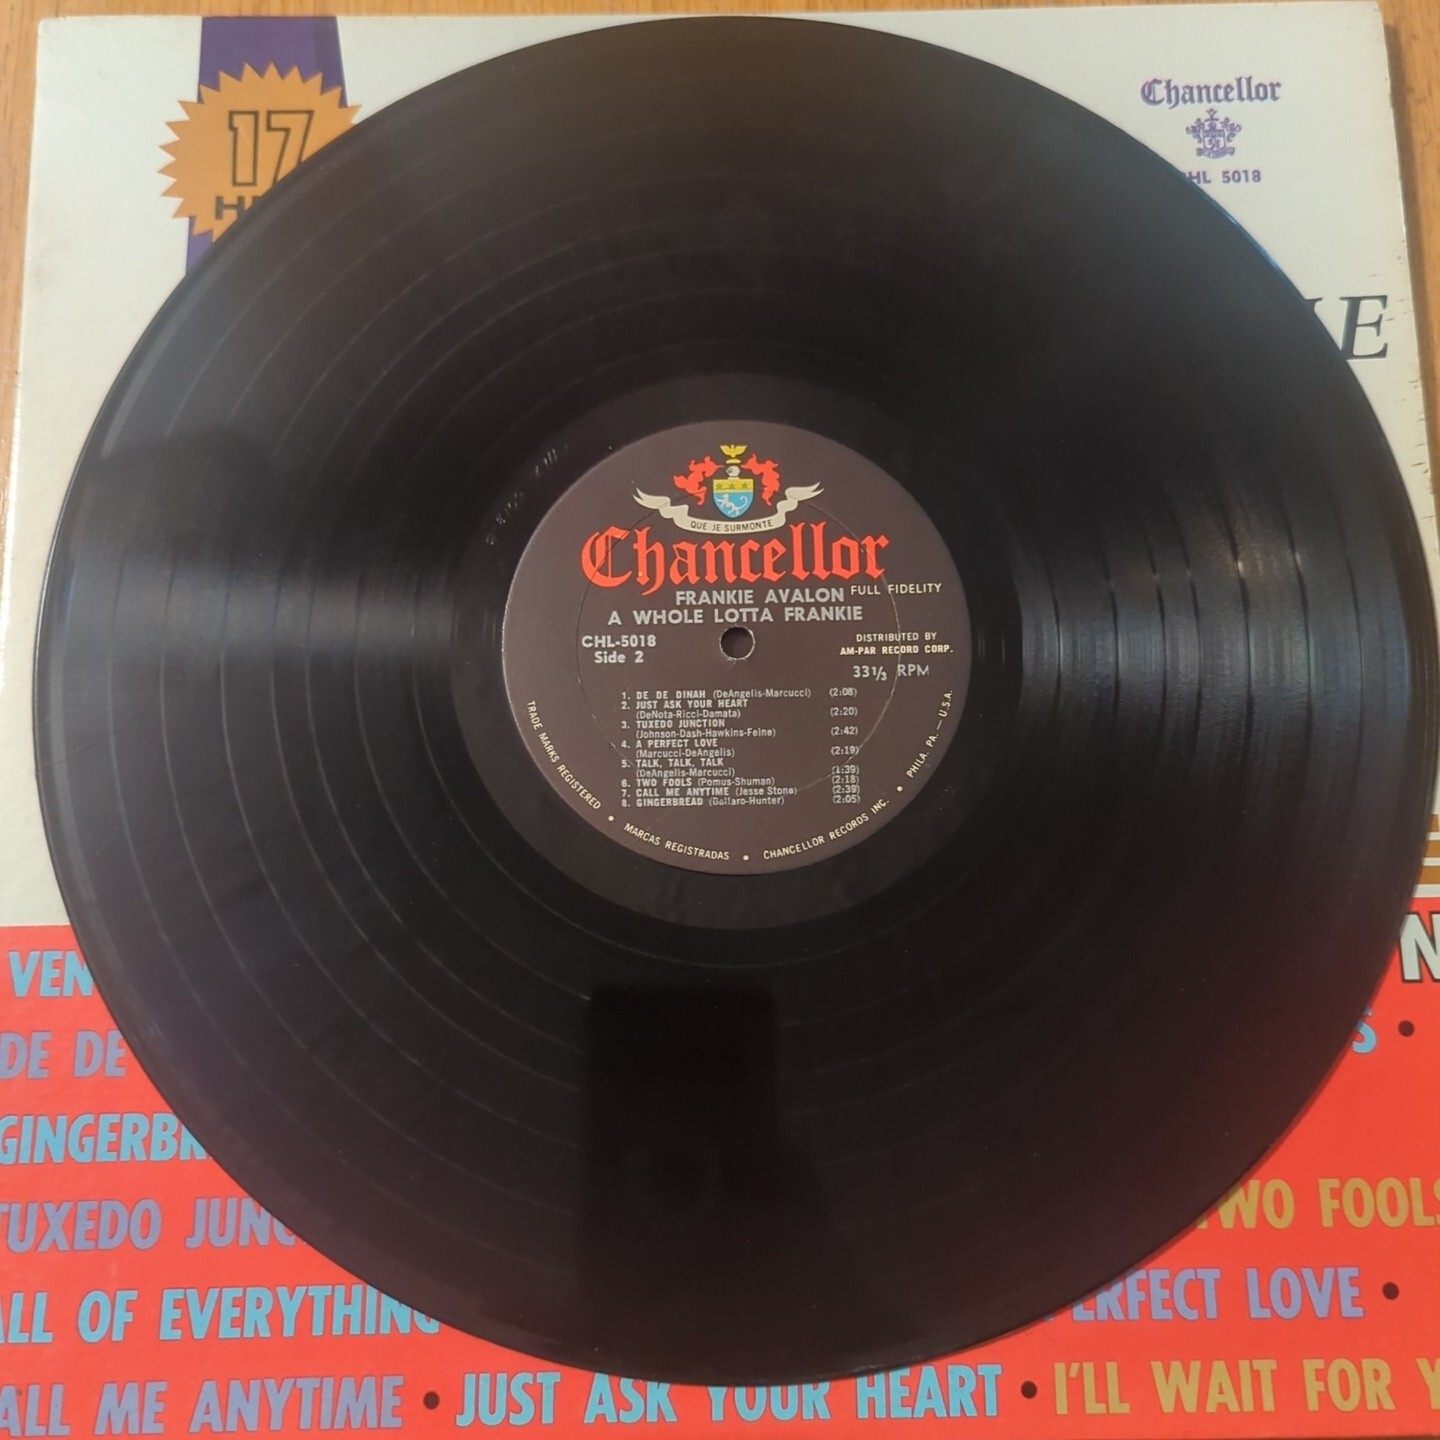 17
Chancellor
HL 5018
IE
QUE JE SURMONTE
Chancellor
FULL FIDELITY
FRANKIE AVALON
A WHOLE LOTTA FRANKIE
CHL-5018
Side 2
DISTRIBUTED BY
AM-PAR RECORD CORP.
33 1/3 RPM
1. DE DE DINAH (DeAngelis-Marcucci) (2:08)
2. JUST ASK YOUR HEART
(DeNota-Ricci-Damata) (2:20)
3. TUXEDO JUNCTION
(Johnson-Dash-Hawkins-Feine) (2:42)
4. A PERFECT LOVE
(Marcucci-DeAngelis) (2:19)
5. TALK, TALK, TALK
(DeAngelis-Marcucci) (1:39)
6. TWO FOOLS (Pomus-Shuman) (2:18)
7. CALL ME ANYTIME (Jesse Stone) (2:39)
8. GINGERBREAD (Ballaro-Hunter) (2:05)
TRADE MARKS REGISTERED • MARCAS REGISTRADAS • CHANCELLOR RECORDS INC. • PHILA. PA. — U.S.A.
N
VEN
DE DE S •
GINGERBR
TUXEDO JUNC TWO FOOLS
ALL OF EVERYTHING ERFECT LOVE •
ALL ME ANYTIME • JUST ASK YOUR HEART • I'LL WAIT FOR Y